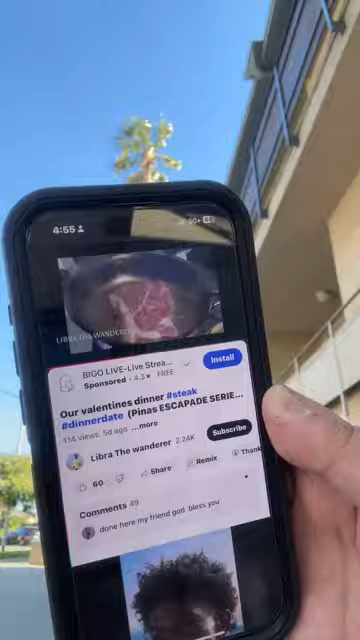 4:55
5G+
LIBRA THE WANDERER
BIGO LIVE-Live Strea...
Sponsored • 4.3★ FREE
Install
Our valentines dinner #steak
#dinnerdate (Pinas ESCAPADE SERIE...
114 views 5d ago ...more
Libra The wanderer 2.24K
Subscribe
60
Share
Remix
Thank
Comments 49
done here my friend god bless you